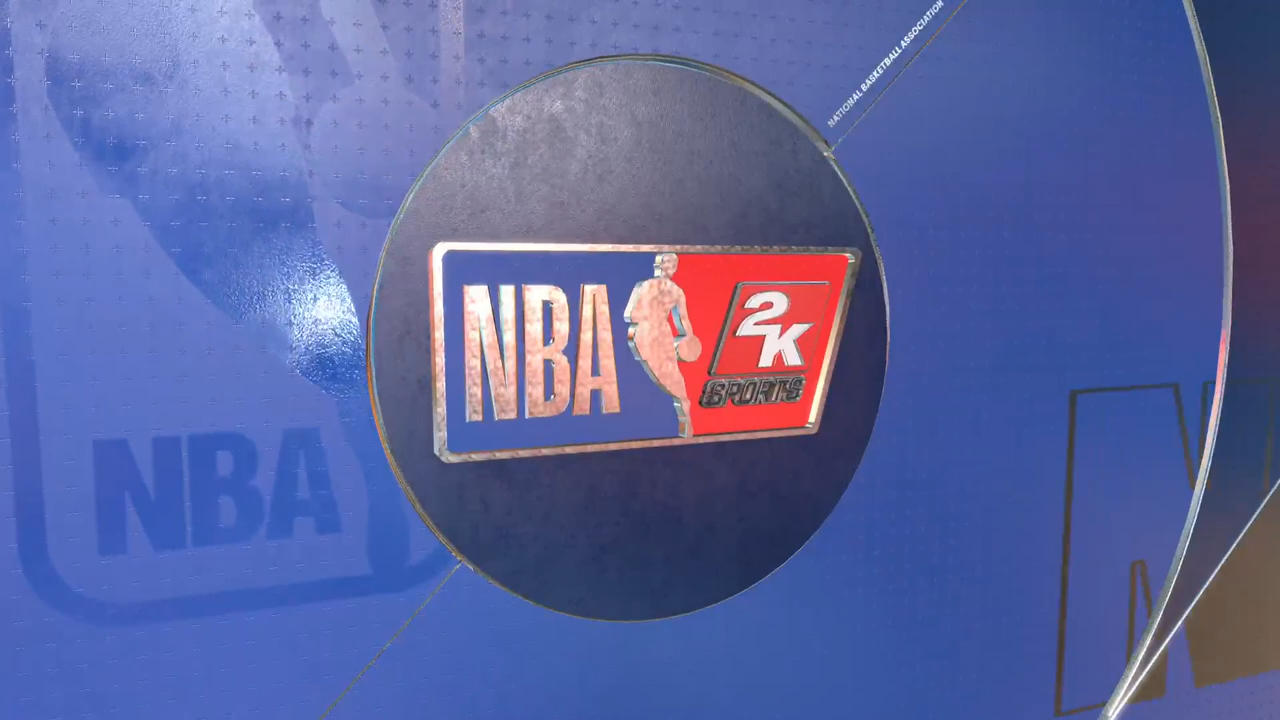 NATIONAL BASKETBALL ASSOCIATION
NBA
2K
SPORTS
NBA
N